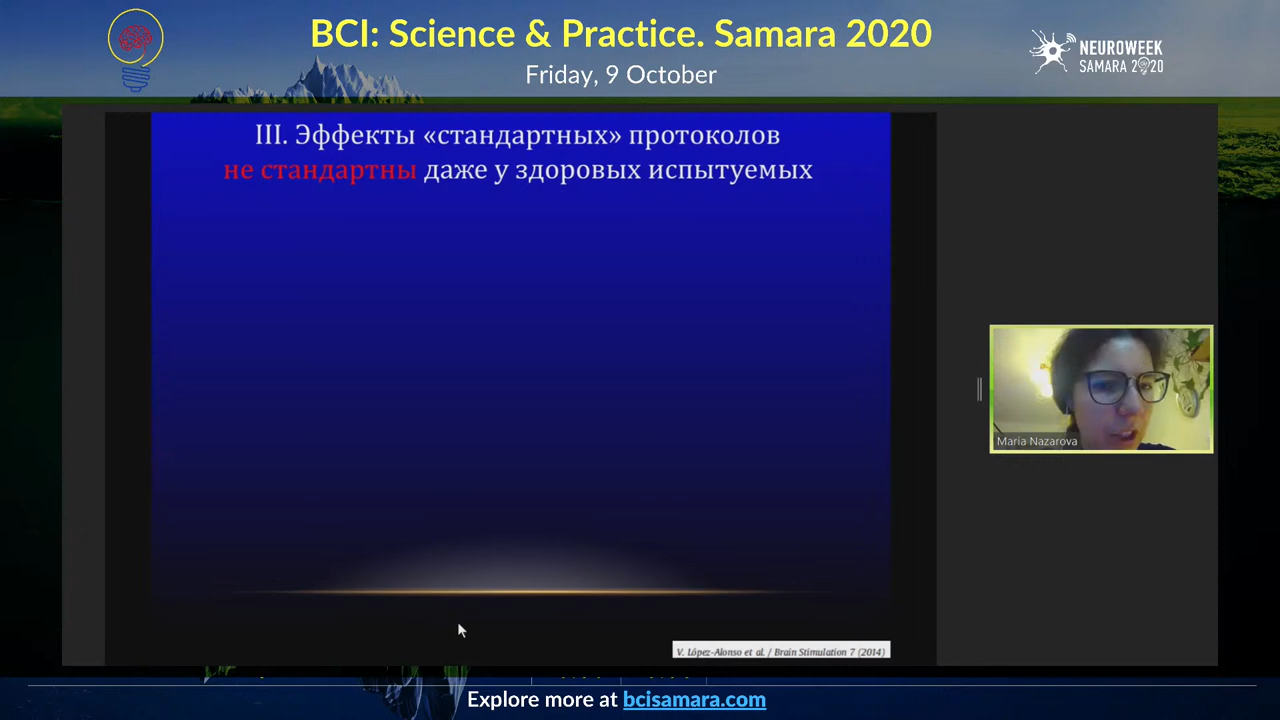 BCI: Science & Practice. Samara 2020
Friday, 9 October
NEUROWEEK
SAMARA 2020
III. Эффекты «стандартных» протоколов
не стандартны даже у здоровых испытуемых
Maria Nazarova
V. López-Alonso et al. / Brain Stimulation 7 (2014)
Explore more at bcisamara.com